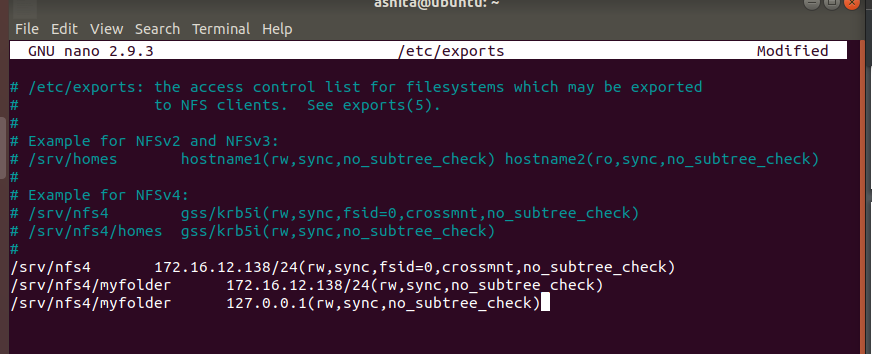 ashica@ubuntu: ~
File Edit View Search Terminal Help
GNU nano 2.9.3 /etc/exports Modified
# /etc/exports: the access control list for filesystems which may be exported
# to NFS clients. See exports(5).
#
# Example for NFSv2 and NFSv3:
# /srv/homes hostname1(rw,sync,no_subtree_check) hostname2(ro,sync,no_subtree_check)
#
# Example for NFSv4:
# /srv/nfs4 gss/krb5i(rw,sync,fsid=0,crossmnt,no_subtree_check)
# /srv/nfs4/homes gss/krb5i(rw,sync,no_subtree_check)
#
/srv/nfs4 172.16.12.138/24(rw,sync,fsid=0,crossmnt,no_subtree_check)
/srv/nfs4/myfolder 172.16.12.138/24(rw,sync,no_subtree_check)
/srv/nfs4/myfolder 127.0.0.1(rw,sync,no_subtree_check)